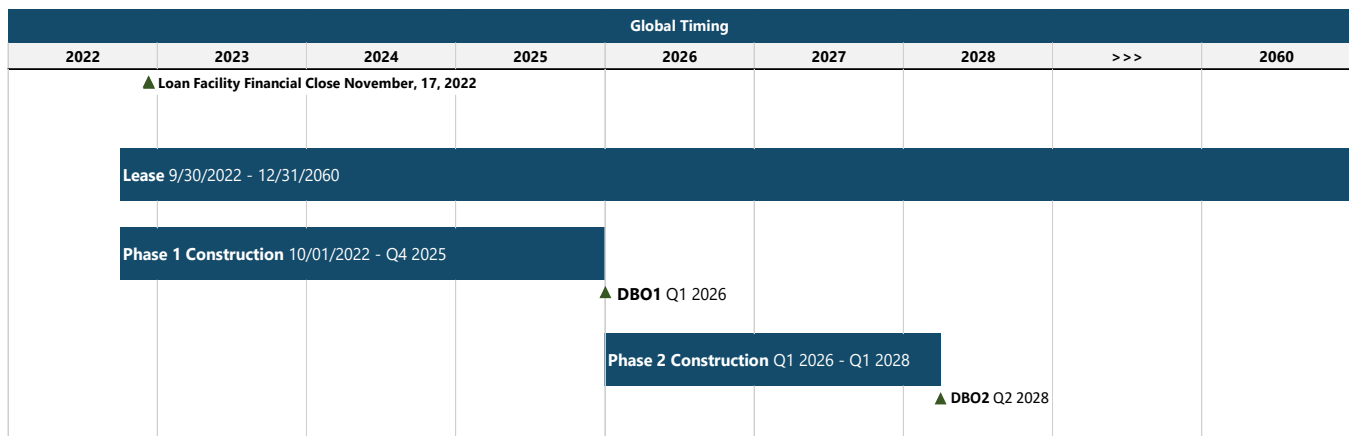 Global Timing
2022 2023 2024 2025 2026 2027 2028 >>> 2060
Loan Facility Financial Close November, 17, 2022
Lease 9/30/2022 - 12/31/2060
Phase 1 Construction 10/01/2022 - Q4 2025
DBO1 Q1 2026
Phase 2 Construction Q1 2026 - Q1 2028
DBO2 Q2 2028